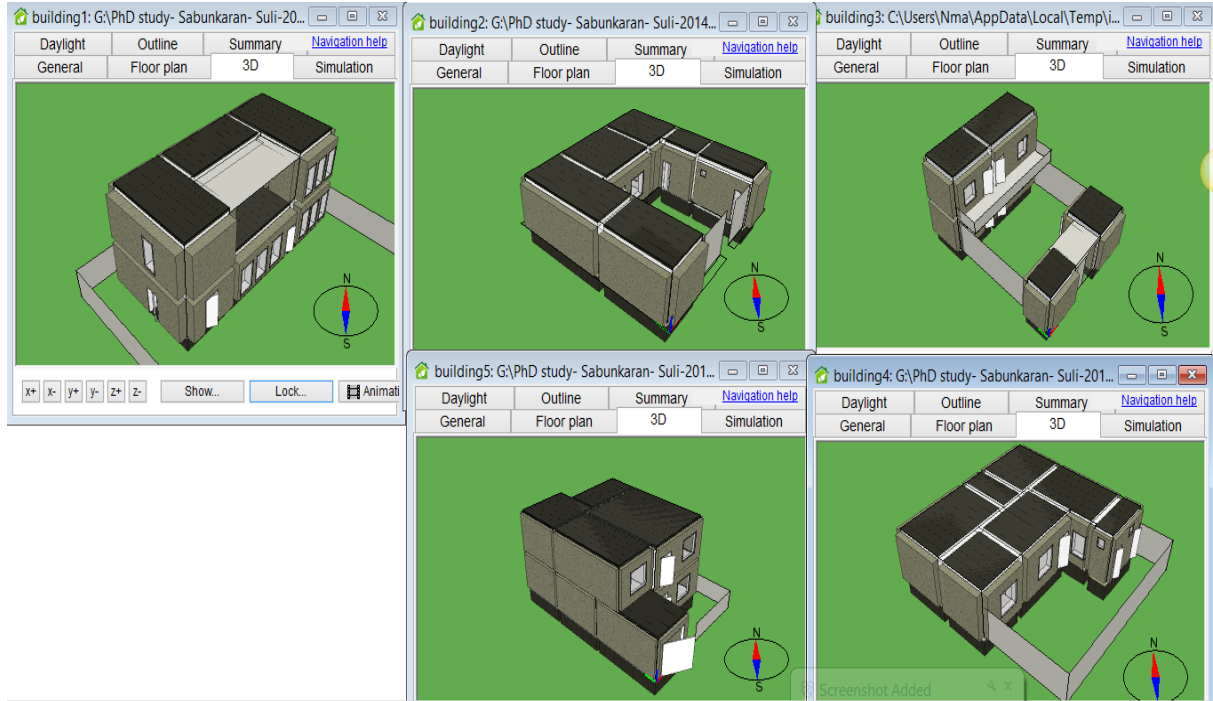 building1: G:\PhD study- Sabunkaran- Suli-20...
Daylight Outline Summary Navigation help
General Floor plan 3D Simulation
N
S
x+ x- y+ y- z+ z- Show... Lock... Animati
building2: G:\PhD study- Sabunkaran- Suli-2014...
Daylight Outline Summary Navigation help
General Floor plan 3D Simulation
N
S
building3: C:\Users\Nma\AppData\Local\Temp\i...
Daylight Outline Summary Navigation help
General Floor plan 3D Simulation
N
S
building5: G:\PhD study- Sabunkaran- Suli-201...
Daylight Outline Summary Navigation help
General Floor plan 3D Simulation
N
S
building4: G:\PhD study- Sabunkaran- Suli-201...
Daylight Outline Summary Navigation help
General Floor plan 3D Simulation
N
Screenshot Added